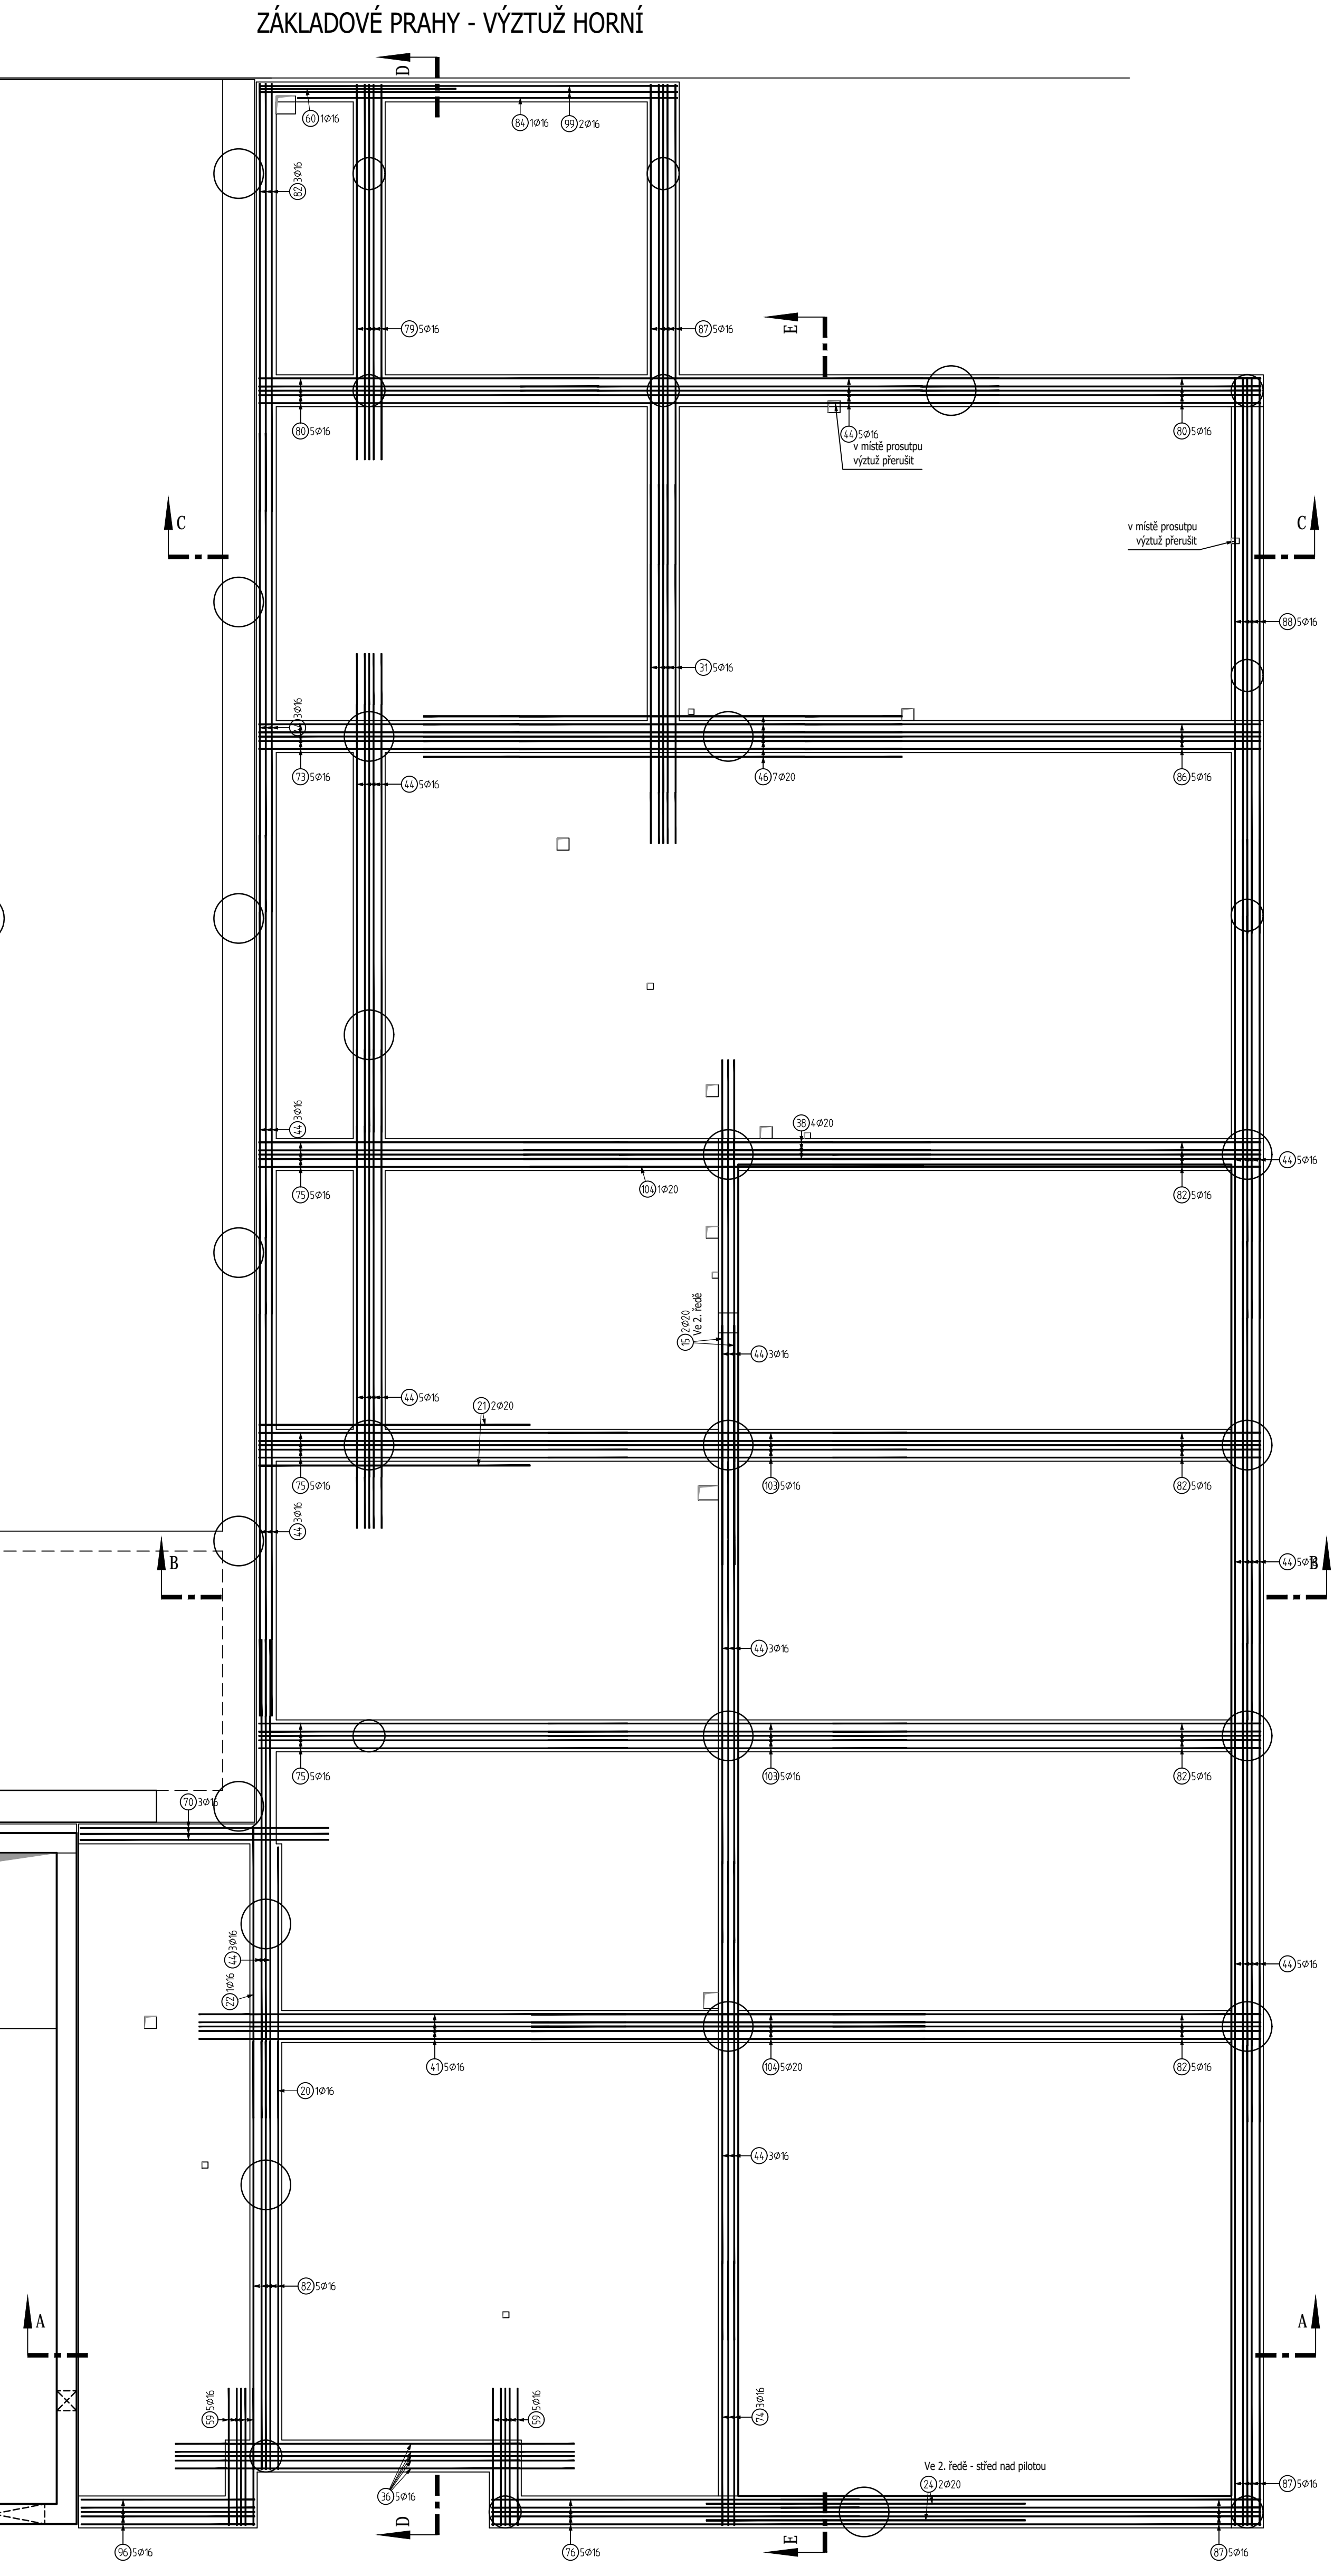 ZÁKLADOVÉ PRAHY - VÝZTUŽ HORNÍ
D
60 1Ø16
84 1Ø16
99 2Ø16
82 3Ø16
79 5Ø16
87 5Ø16
E
80 5Ø16
44 5Ø16
80 5Ø16
v místě prosutpu
výztuž přerušit
C
C
v místě prosutpu
výztuž přerušit
88 5Ø16
31 5Ø16
44 3Ø16
73 5Ø16
44 5Ø16
46 7Ø20
86 5Ø16
44 3Ø16
38 4Ø20
44 5Ø16
75 5Ø16
104 1Ø20
82 5Ø16
15 2Ø20
Ve 2. ředě
44 3Ø16
44 5Ø16
21 2Ø20
75 5Ø16
103 5Ø16
82 5Ø16
44 3Ø16
B
44 5Ø16
B
44 3Ø16
75 5Ø16
103 5Ø16
82 5Ø16
70 3Ø16
44 3Ø16
22 1Ø16
44 5Ø16
41 5Ø16
104 5Ø20
82 5Ø16
20 1Ø16
44 3Ø16
82 5Ø16
A
A
59 5Ø16
59 5Ø16
74 3Ø16
Ve 2. ředě - střed nad pilotou
24 2Ø20
87 5Ø16
36 5Ø16
D
E
96 5Ø16
76 5Ø16
87 5Ø16